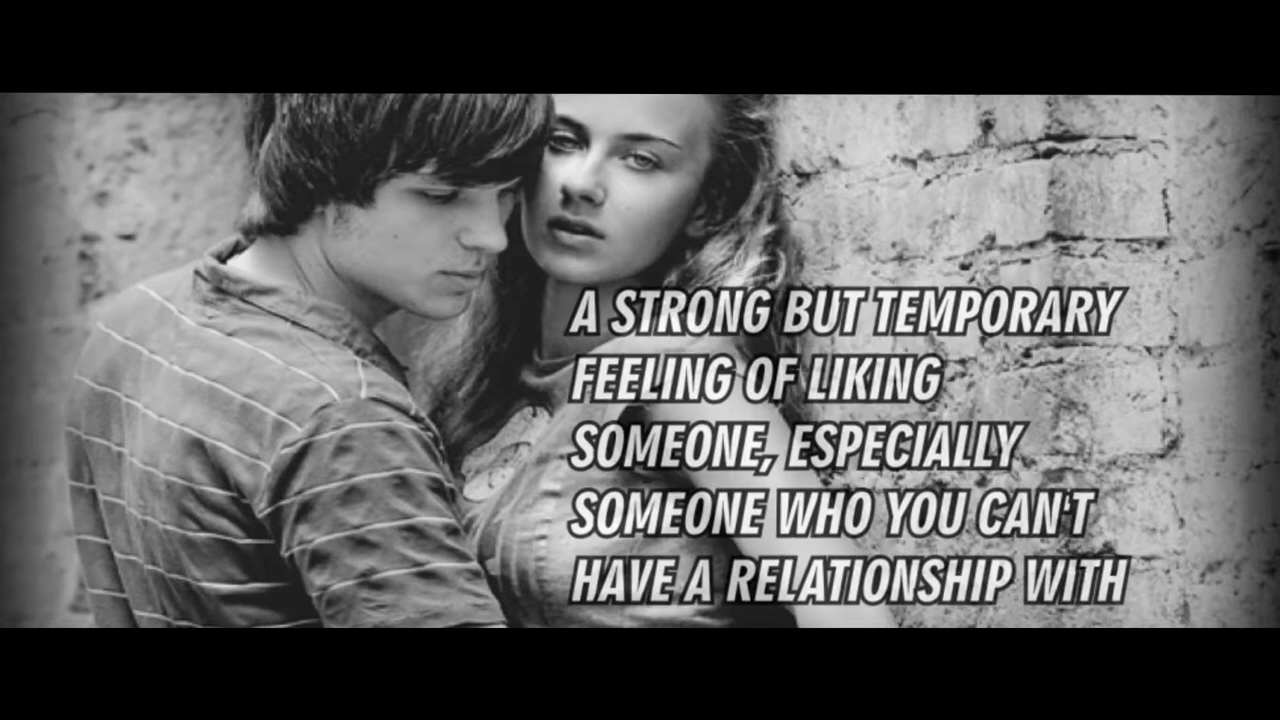 A STRONG BUT TEMPORARY
FEELING OF LIKING
SOMEONE, ESPECIALLY
SOMEONE WHO YOU CAN'T
HAVE A RELATIONSHIP WITH